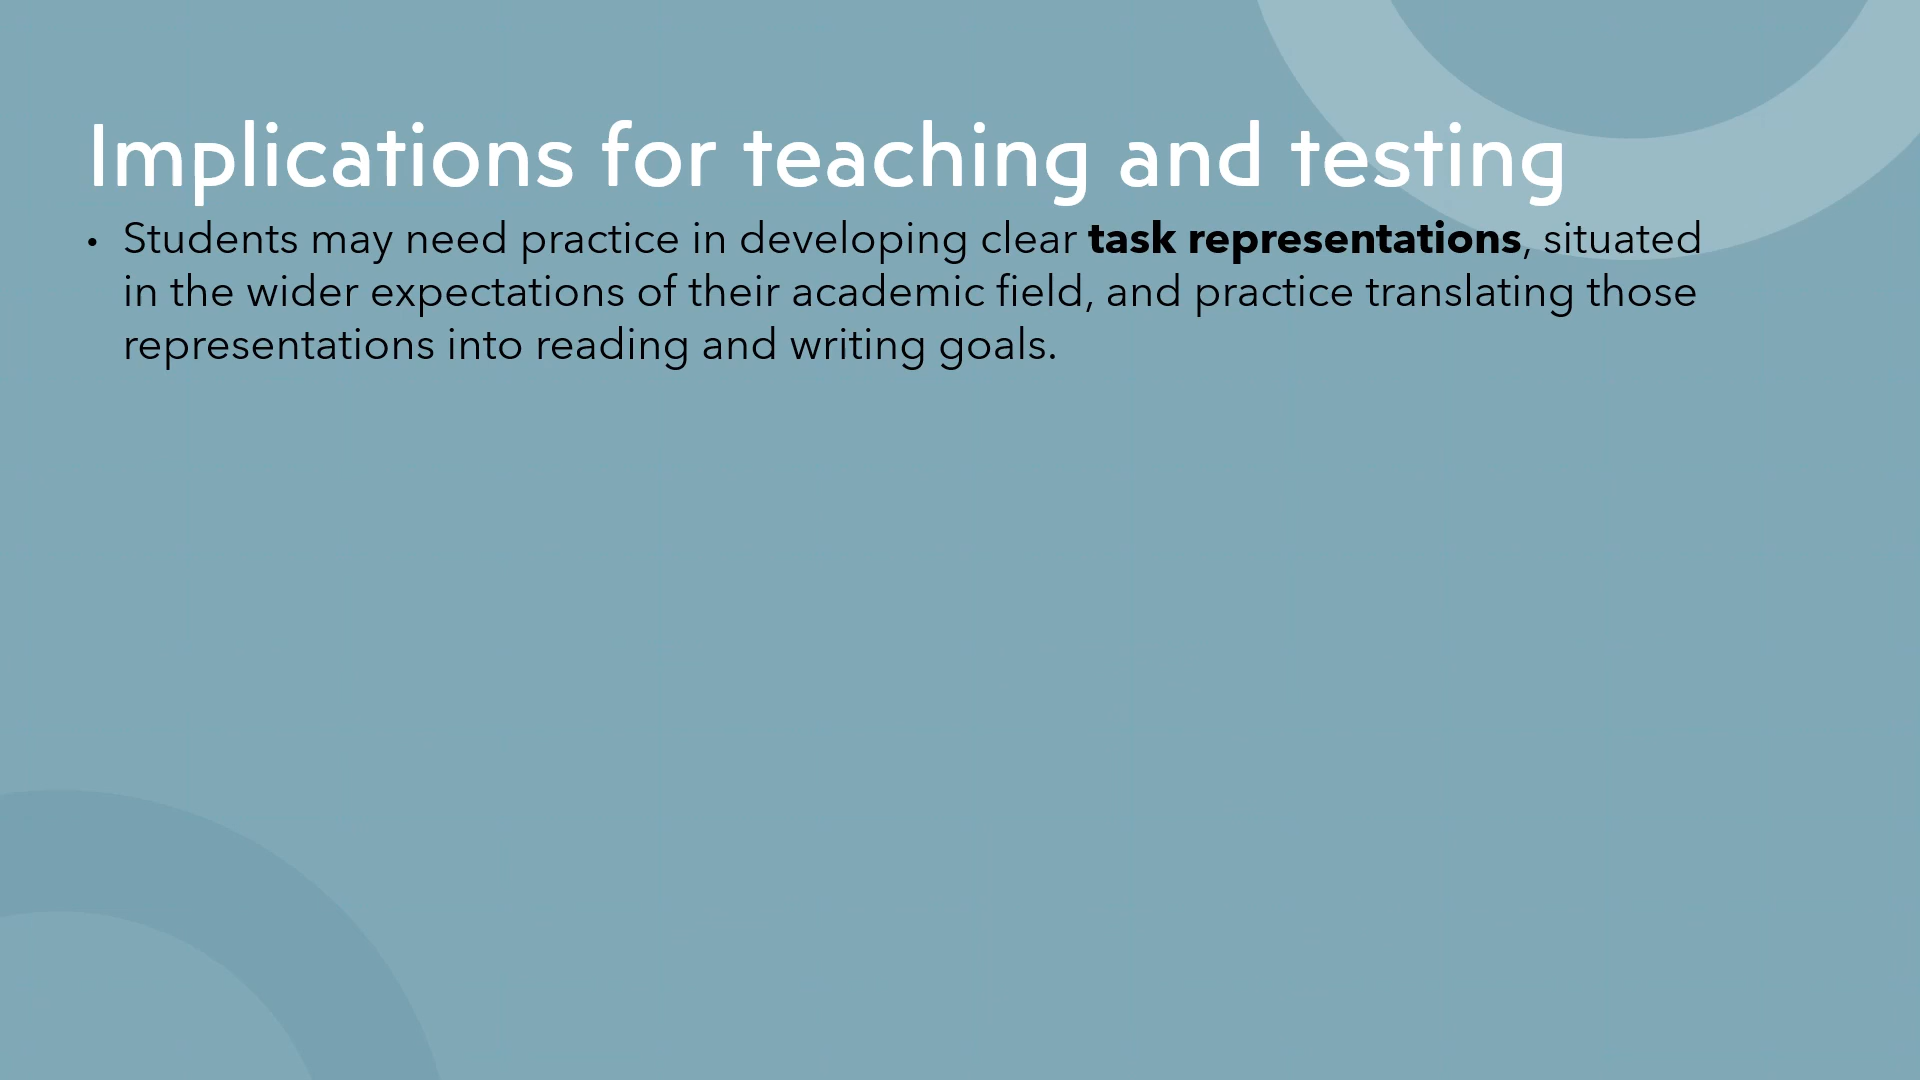 Implications for teaching and testing
• Students may need practice in developing clear task representations, situated
in the wider expectations of their academic field, and practice translating those
representations into reading and writing goals.